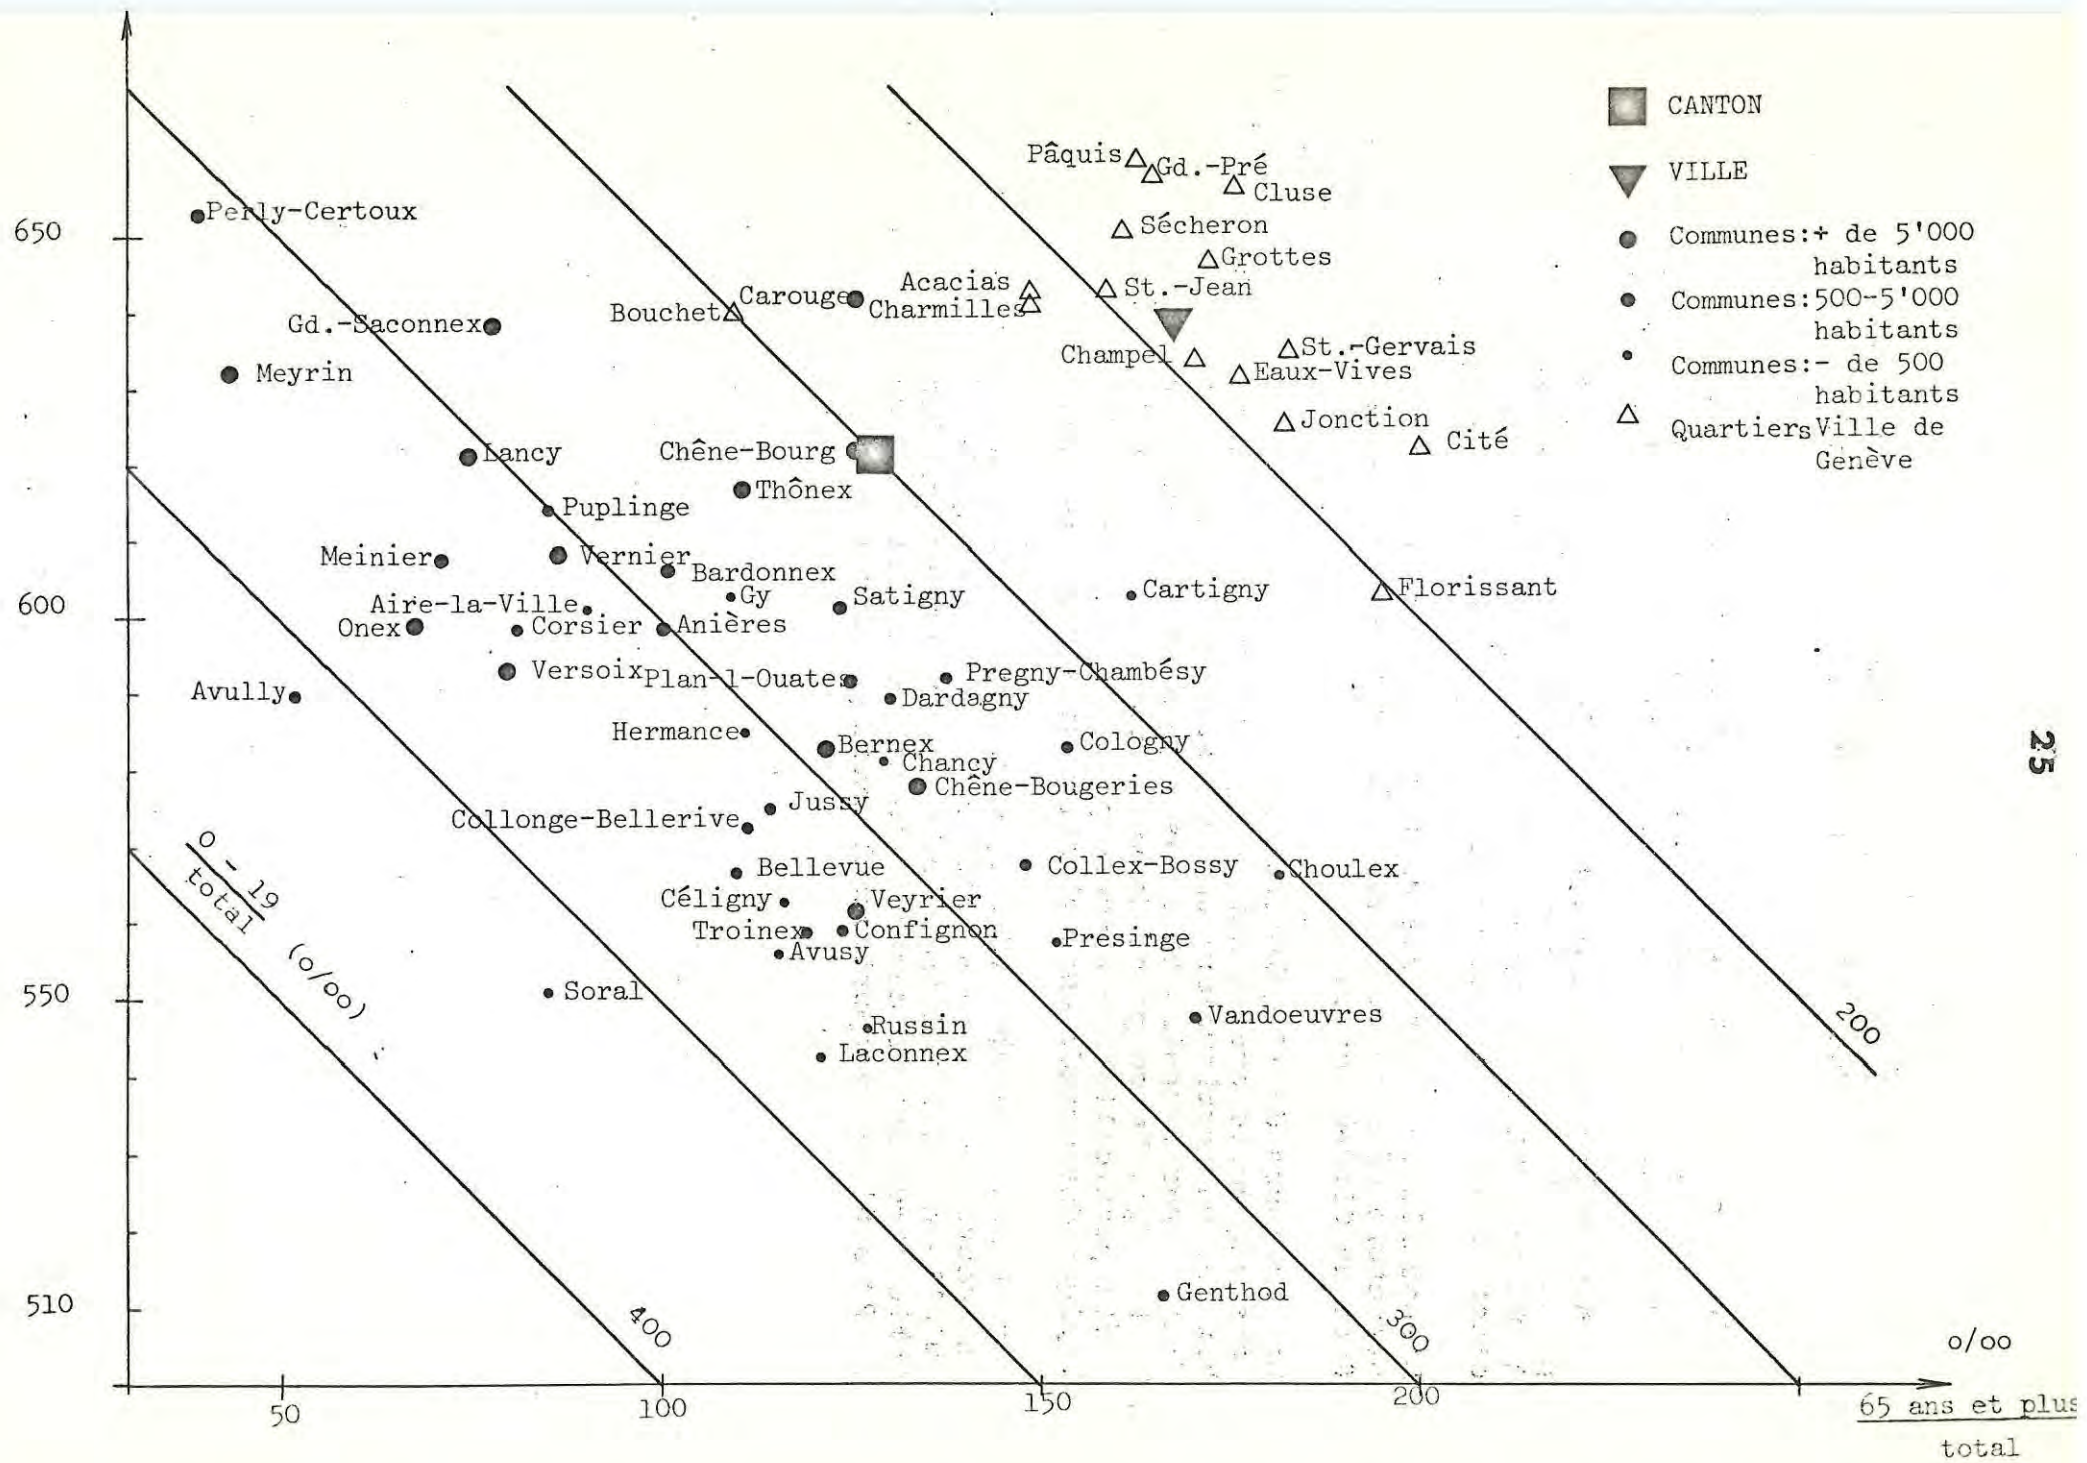 CANTON
VILLE
Communes:+ de 5'000
habitants
Communes:500-5'000
habitants
Communes:- de 500
habitants
Quartiers Ville de
Genève
Pâquis
Gd.-Pré
Cluse
Sécheron
Grottes
Acacias
St.-Jean
Carouge
Charmilles
Bouchet
Perly-Certoux
650
Gd.-Saconnex
Meyrin
Champel
St.-Gervais
Eaux-Vives
Jonction
Cité
Lancy
Chêne-Bourg
Thônex
Puplinge
Meinier
Vernier
Bardonnex
Gy
Satigny
Cartigny
Florissant
600
Aire-la-Ville
Onex
Corsier
Anières
Versoix
Plan-l-Ouates
Pregny-Chambésy
Dardagny
Avully
Hermance
Bernex
Chancy
Cologny
Chêne-Bougeries
25
Jussy
Collonge-Bellerive
Bellevue
Collex-Bossy
Choulex
Céligny
Veyrier
Troinex
Confignon
Avusy
Presinge
0 - 19
total
(o/oo)
550
Soral
Russin
Laconnex
Vandoeuvres
200
510
Genthod
400
300
o/oo
50
100
150
200
65 ans et plus
total